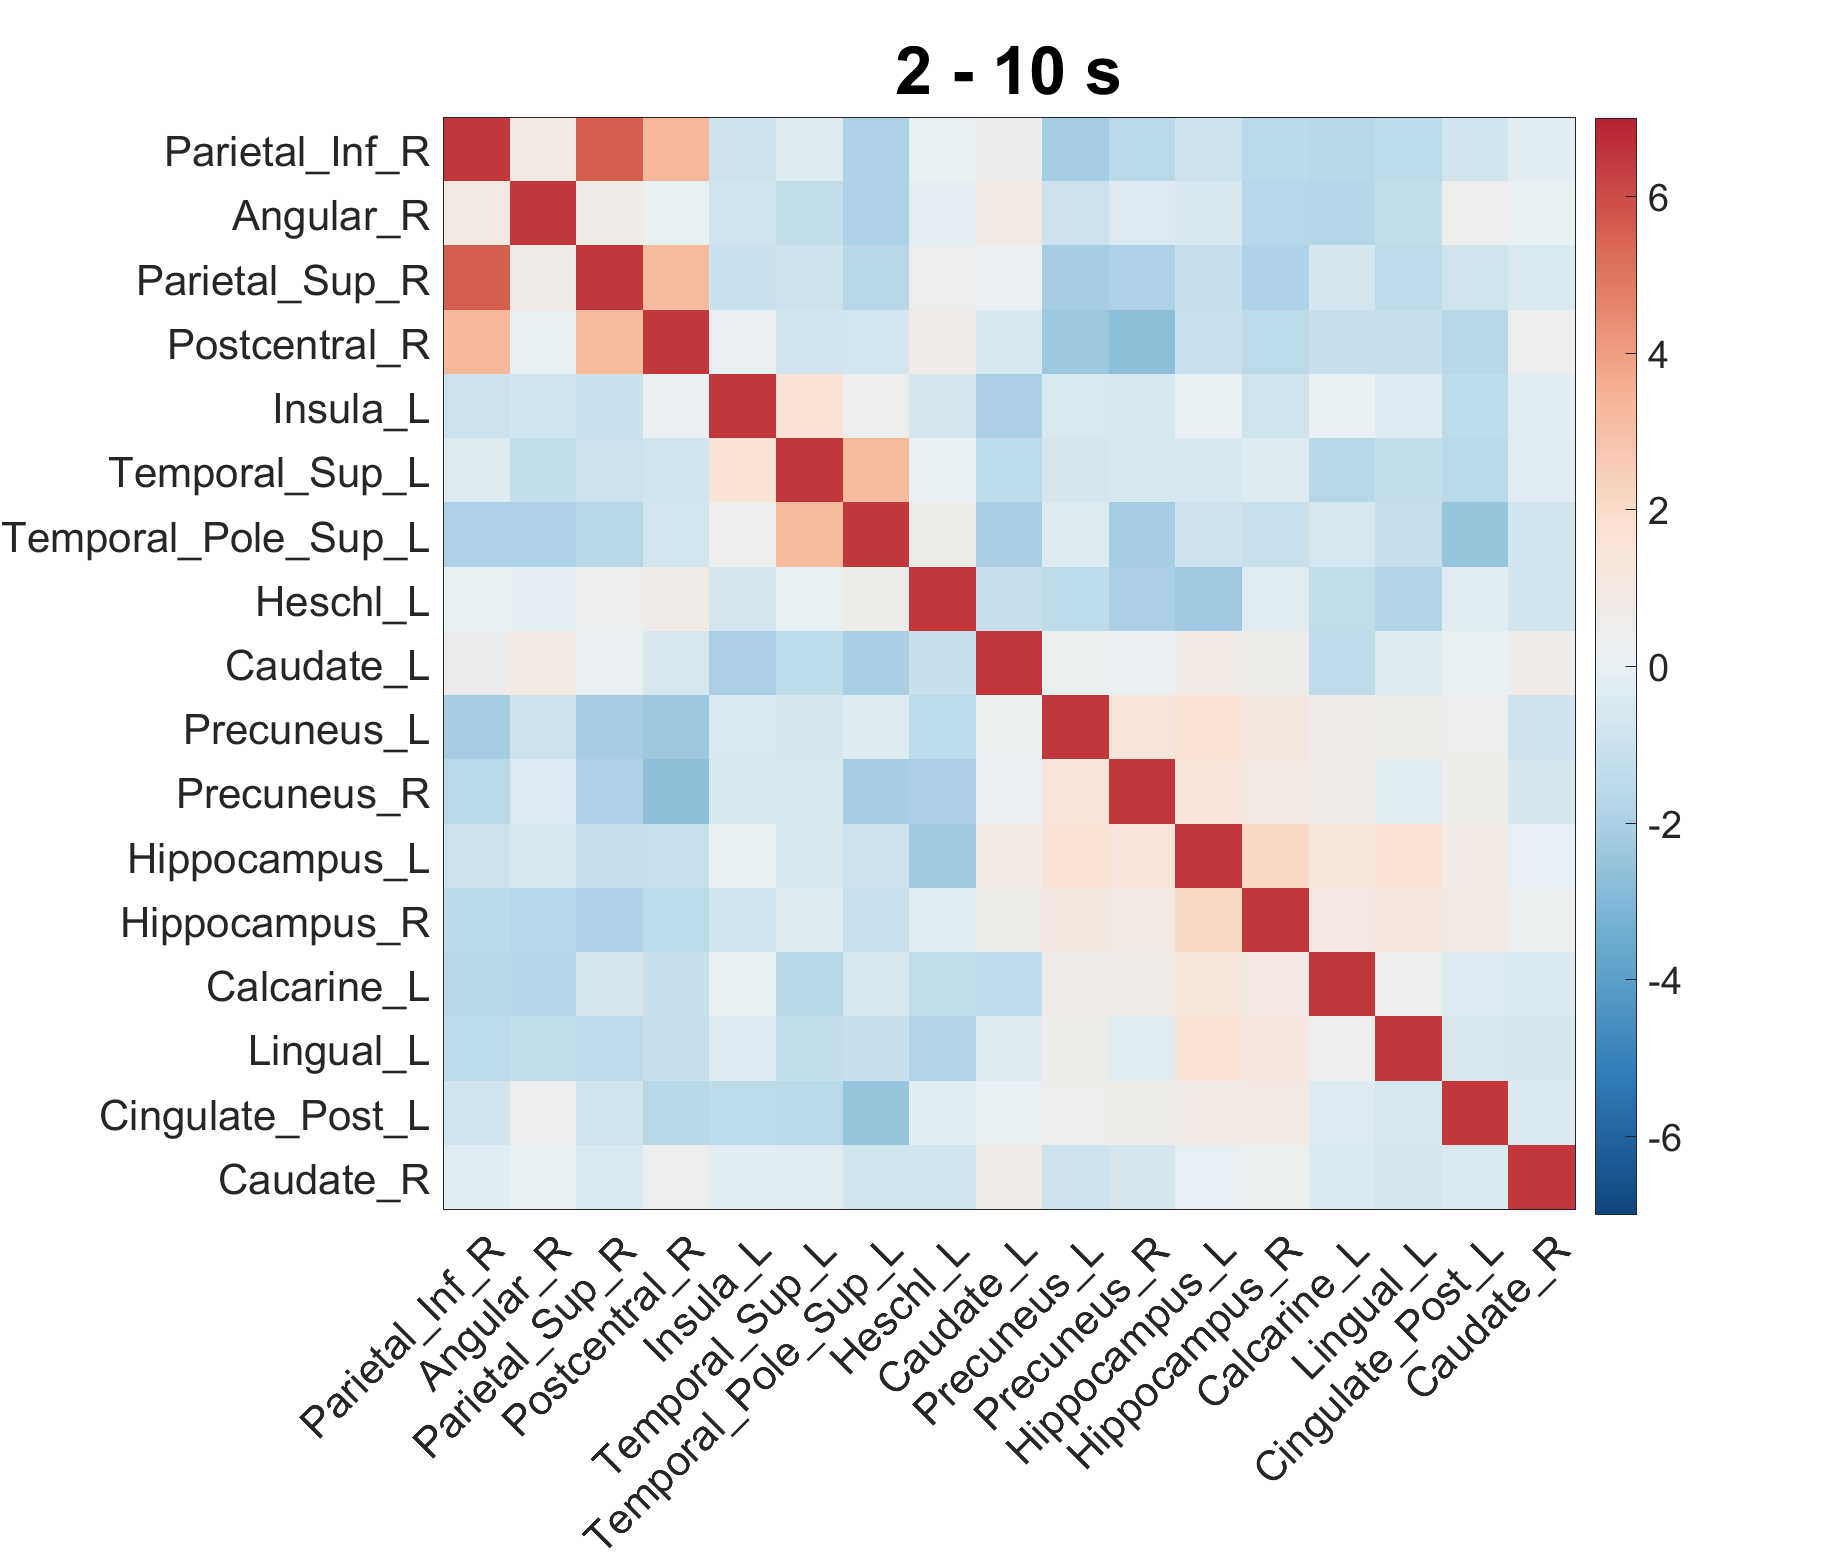 2 - 10 s
Parietal_Inf_R
Angular_R
Parietal_Sup_R
Postcentral_R
Insula_L
Temporal_Sup_L
Temporal_Pole_Sup_L
Heschl_L
Caudate_L
Precuneus_L
Precuneus_R
Hippocampus_L
Hippocampus_R
Calcarine_L
Lingual_L
Cingulate_Post_L
Caudate_R
6
4
2
0
-2
-4
-6
Parietal_Inf_R
Angular_R
Parietal_Sup_R
Postcentral_R
Insula_L
Temporal_Sup_L
Temporal_Pole_Sup_L
Heschl_L
Caudate_L
Precuneus_L
Precuneus_R
Hippocampus_L
Hippocampus_R
Calcarine_L
Lingual_L
Cingulate_Post_L
Caudate_R